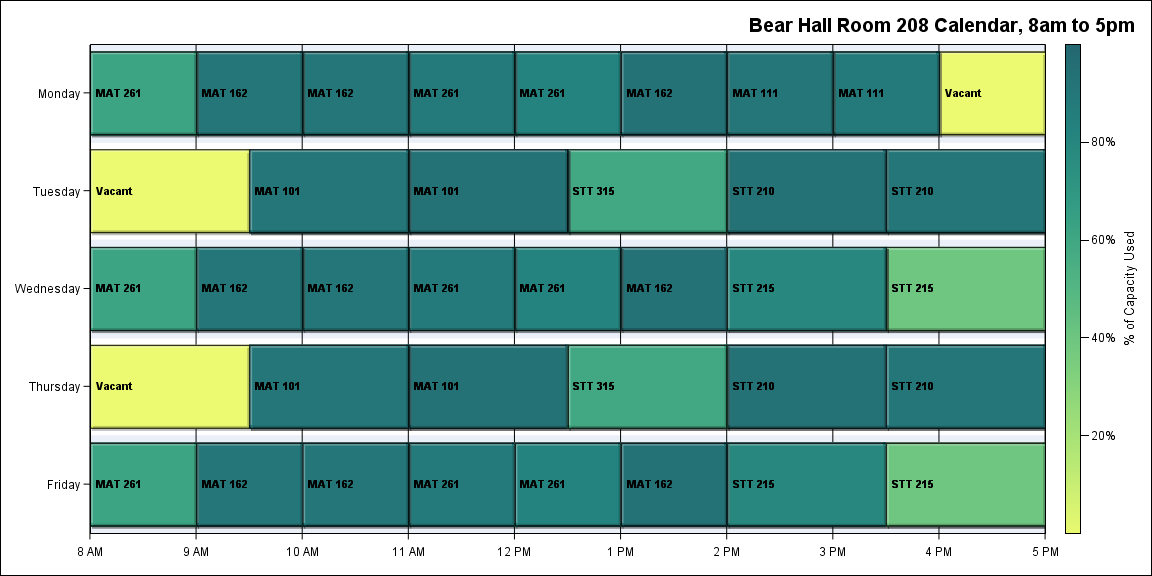 Bear Hall Room 208 Calendar, 8am to 5pm
Monday
MAT 261
MAT 162
MAT 162
MAT 261
MAT 261
MAT 162
MAT 111
MAT 111
Vacant
Tuesday
Vacant
MAT 101
MAT 101
STT 315
STT 210
STT 210
Wednesday
MAT 261
MAT 162
MAT 162
MAT 261
MAT 261
MAT 162
STT 215
STT 215
Thursday
Vacant
MAT 101
MAT 101
STT 315
STT 210
STT 210
Friday
MAT 261
MAT 162
MAT 162
MAT 261
MAT 261
MAT 162
STT 215
STT 215
8 AM
9 AM
10 AM
11 AM
12 PM
1 PM
2 PM
3 PM
4 PM
5 PM
80%
60%
40%
20%
% of Capacity Used